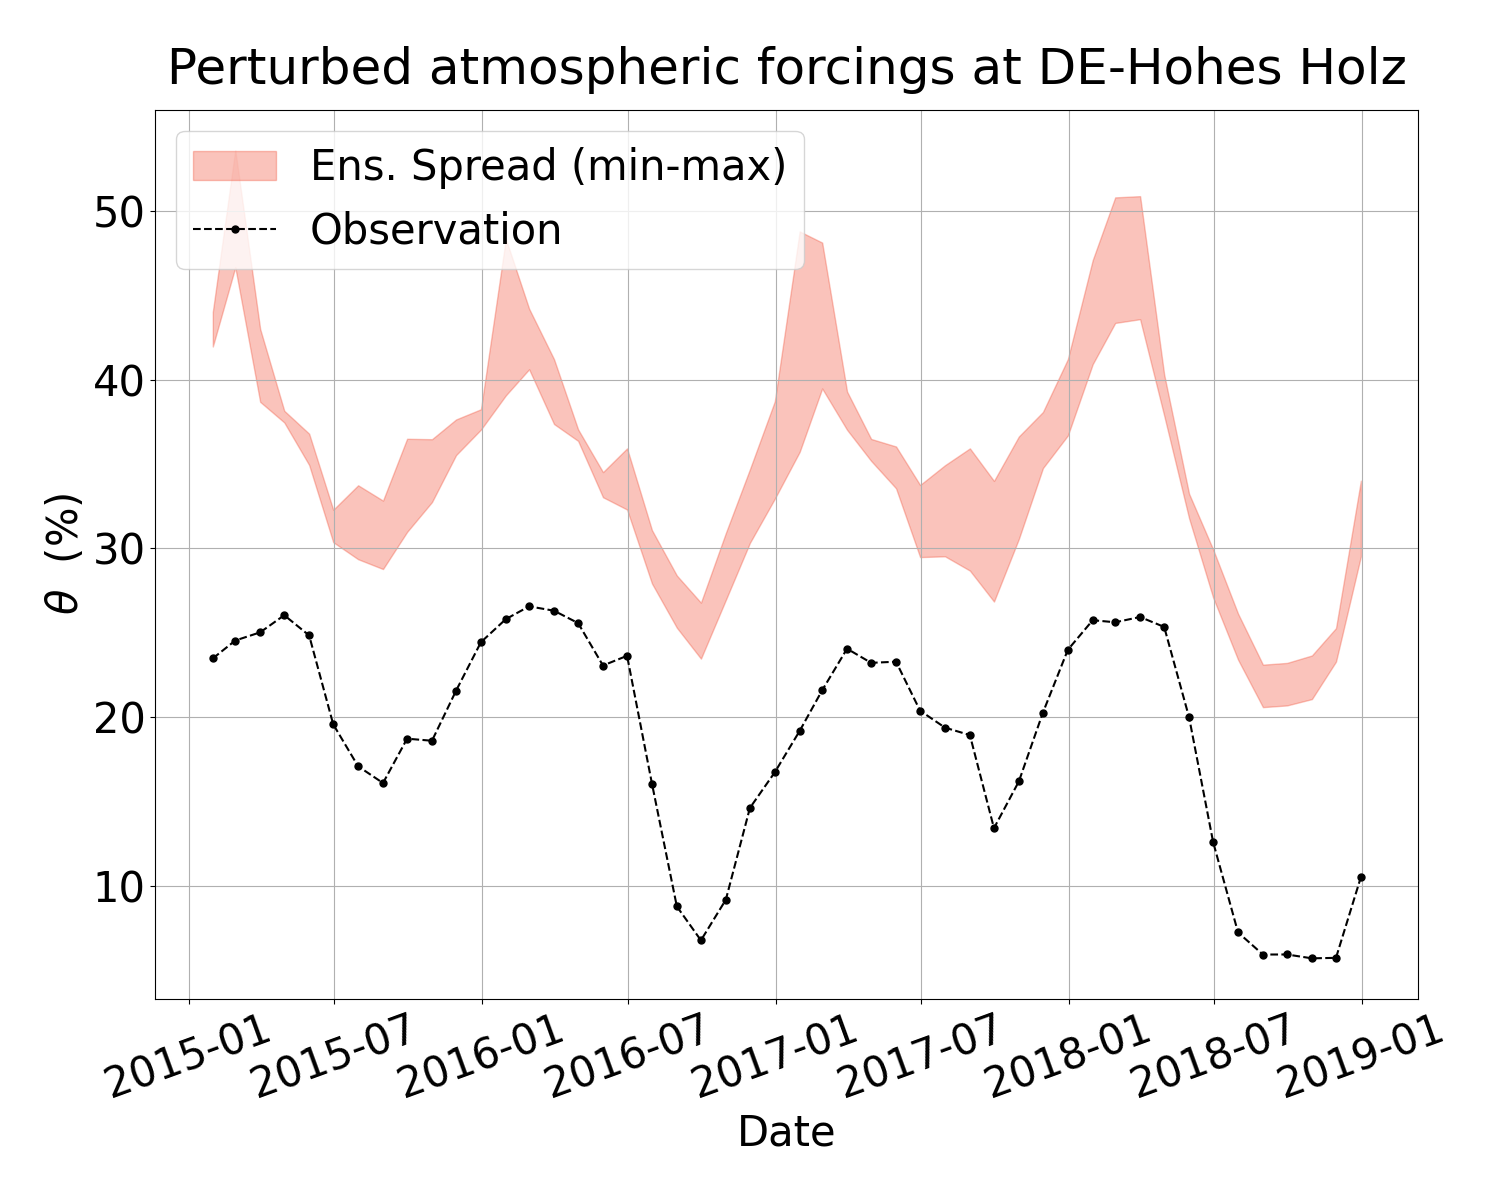 Perturbed atmospheric forcings at DE-Hohes Holz
Ens. Spread (min-max)
Observation
50
40
30
20
10
θ (%)
2015-01
2015-07
2016-01
2016-07
2017-01
2017-07
2018-01
2018-07
2019-01
Date